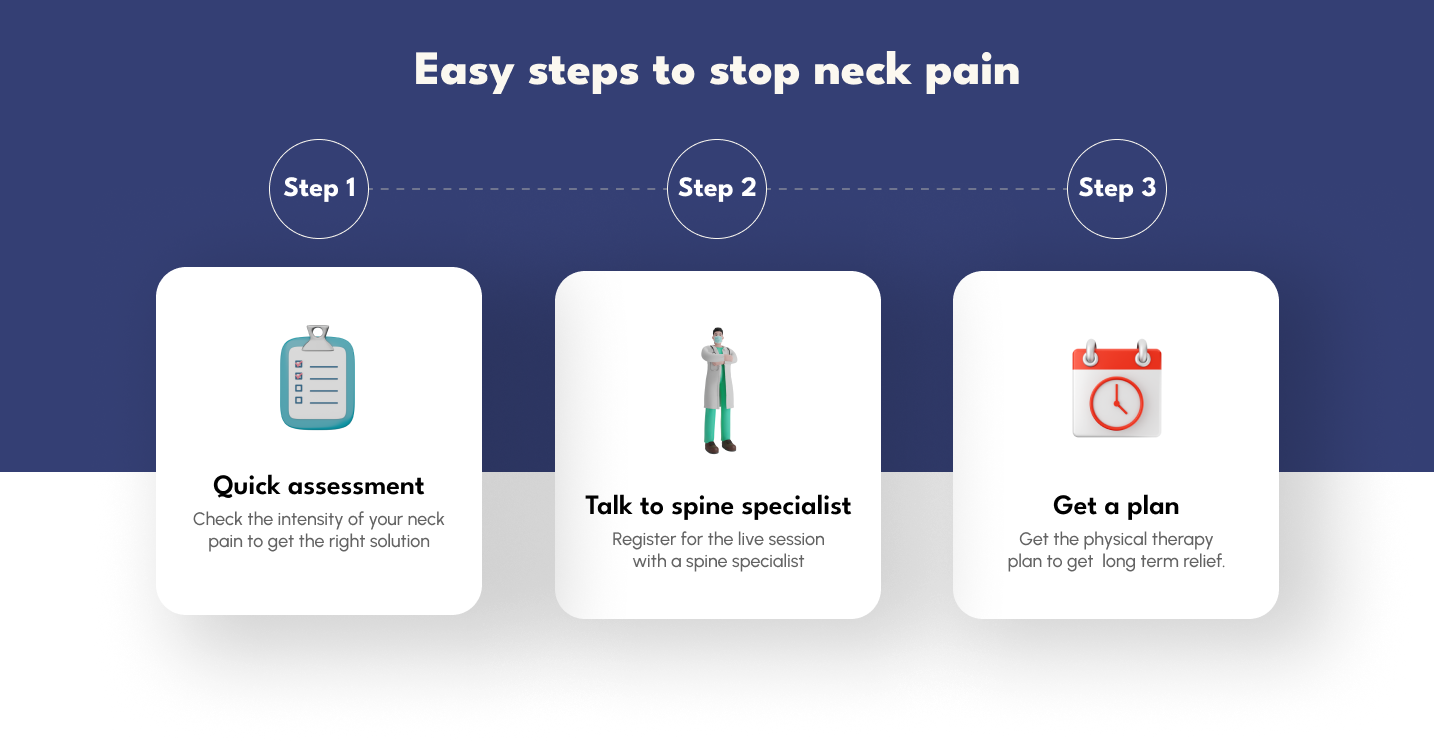 Easy steps to stop neck pain
Step 1
Step 2
Step 3
Quick assessment
Check the intensity of your neck
pain to get the right solution
Talk to spine specialist
Register for the live session
with a spine specialist
Get a plan
Get the physical therapy
plan to get  long term relief.